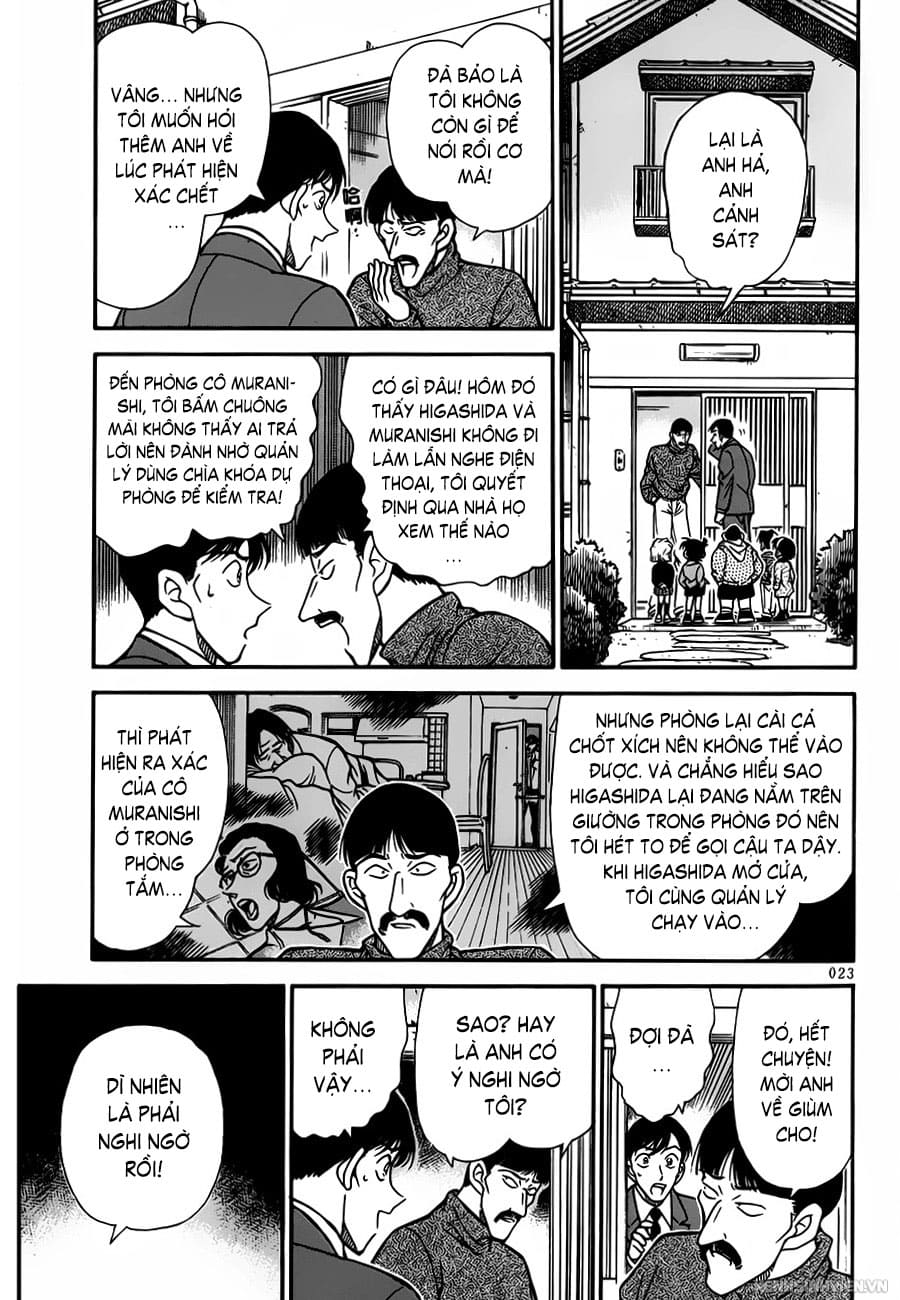 LẠI LÀ
ANH HẢ,
ANH
CẢNH
SÁT?
ĐÃ BẢO LÀ
TÔI KHÔNG
CÒN GÌ ĐỂ
NÓI RỒI CƠ
MÀ!
VÂNG... NHƯNG
TÔI MUỐN HỎI
THÊM ANH VỀ
LÚC PHÁT HIỆN
XÁC CHẾT
...
CÓ GÌ ĐÂU! HÔM ĐÓ
THẤY HIGASHIDA VÀ
MURANISHI KHÔNG ĐI
LÀM LẪN NGHE ĐIỆN
THOẠI, TÔI QUYẾT
ĐỊNH QUA NHÀ HỌ
XEM THẾ NÀO
...
ĐẾN PHÒNG CÔ MURANI-
SHI, TÔI BẤM CHUÔNG
MÃI KHÔNG THẤY AI TRẢ
LỜI NÊN ĐÀNH NHỜ QUẢN
LÝ DÙNG CHÌA KHÓA DỰ
PHÒNG ĐỂ KIỂM TRA!
NHƯNG PHÒNG LẠI CÀI CẢ
CHỐT XÍCH NÊN KHÔNG THỂ VÀO
ĐƯỢC. VÀ CHẲNG HIỂU SAO
HIGASHIDA LẠI ĐANG NẰM TRÊN
GIƯỜNG TRONG PHÒNG ĐÓ NÊN
TÔI HÉT TO ĐỂ GỌI CẬU TA DẬY.
KHI HIGASHIDA MỞ CỬA,
TÔI CÙNG QUẢN LÝ
CHẠY VÀO...
THÌ PHÁT
HIỆN RA XÁC
CỦA CÔ
MURANISHI
Ở TRONG
PHÒNG
TẮM...
023
ĐÓ, HẾT
CHUYỆN!
MỜI ANH
VỀ GIÙM
CHO!
ĐỢI ĐÃ
...
SAO? HAY
LÀ ANH CÓ
Ý NGHI NGỜ
TÔI?
KHÔNG
PHẢI
VẬY...
DĨ NHIÊN
LÀ PHẢI
NGHI NGỜ
RỒI!